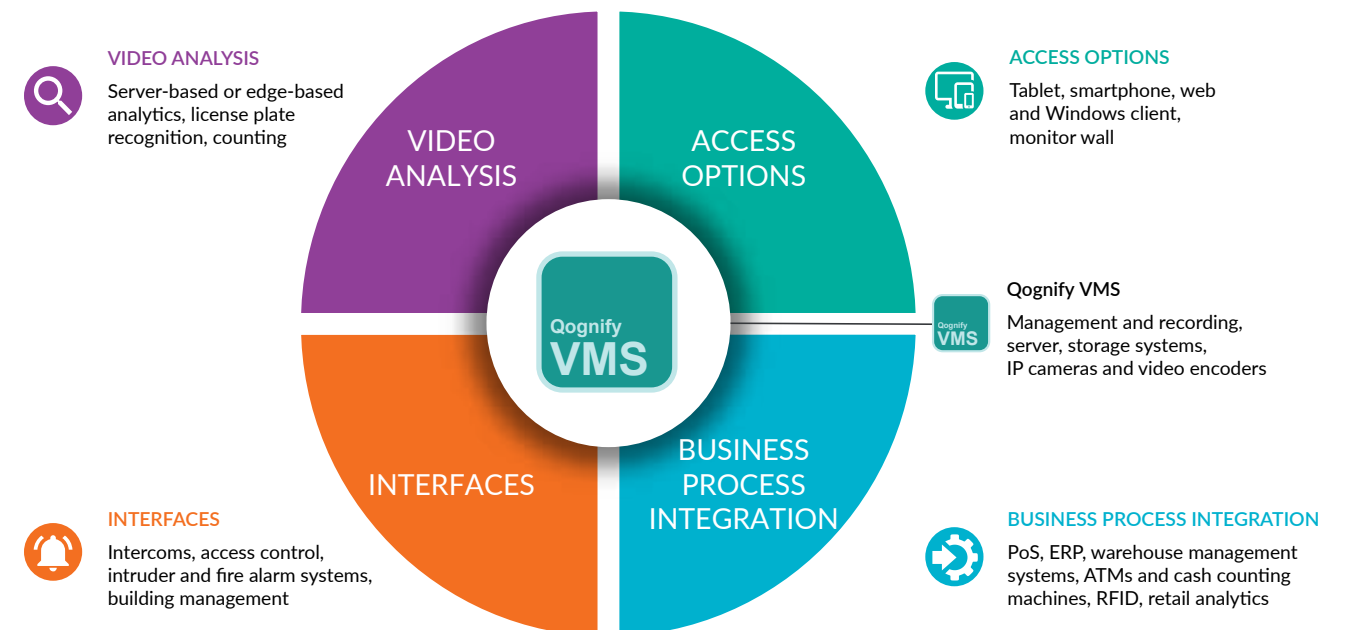 VIDEO ANALYSIS
Server-based or edge-based
analytics, license plate
recognition, counting
VIDEO
ANALYSIS
ACCESS
OPTIONS
ACCESS OPTIONS
Tablet, smartphone, web
and Windows client,
monitor wall
Qognify
VMS
Qognify
VMS
Qognify VMS
Management and recording,
server, storage systems,
IP cameras and video encoders
INTERFACES
BUSINESS
PROCESS
INTEGRATION
INTERFACES
Intercoms, access control,
intruder and fire alarm systems,
building management
BUSINESS PROCESS INTEGRATION
PoS, ERP, warehouse management
systems, ATMs and cash counting
machines, RFID, retail analytics